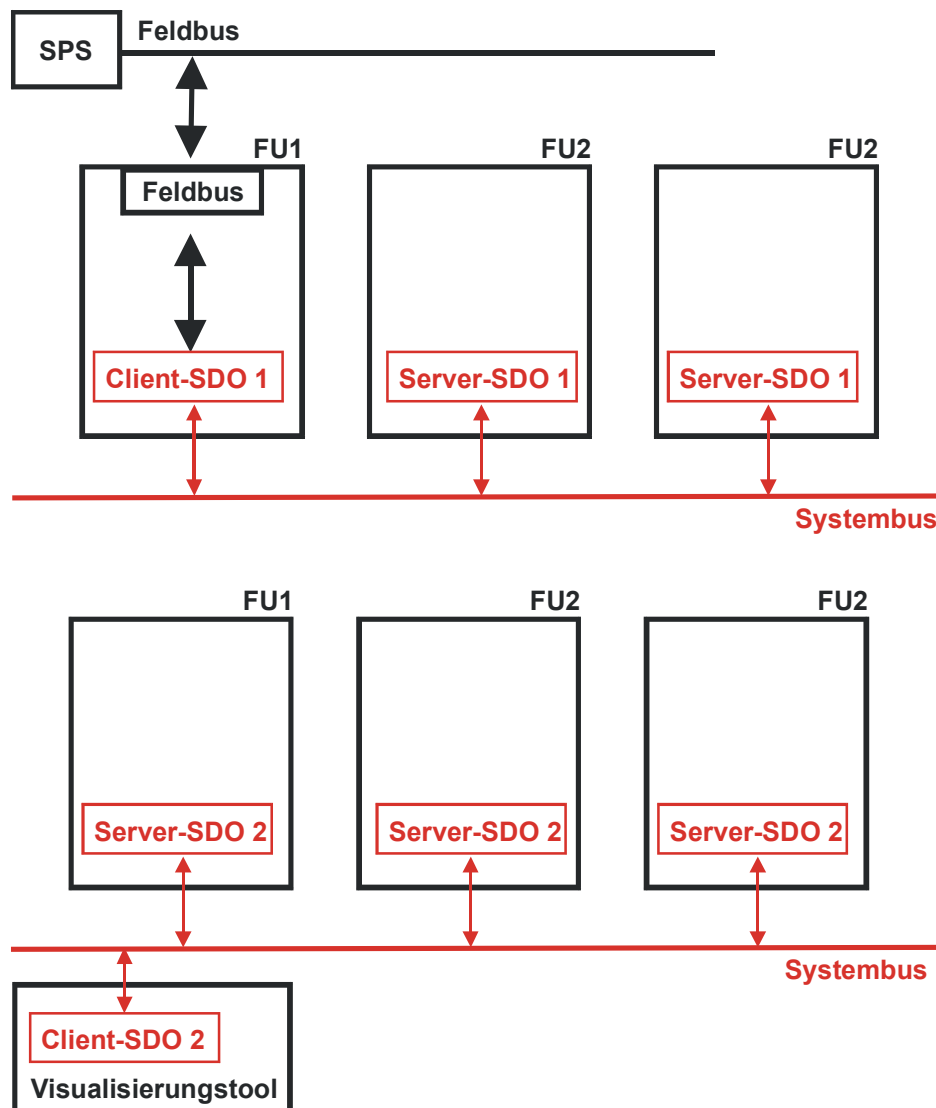 Feldbus
SPS
FU1
FU2
FU2
Feldbus
Client-SDO 1
Server-SDO 1
Server-SDO 1
Systembus
FU1
FU2
FU2
Server-SDO 2
Server-SDO 2
Server-SDO 2
Systembus
Client-SDO 2
Visualisierungstool